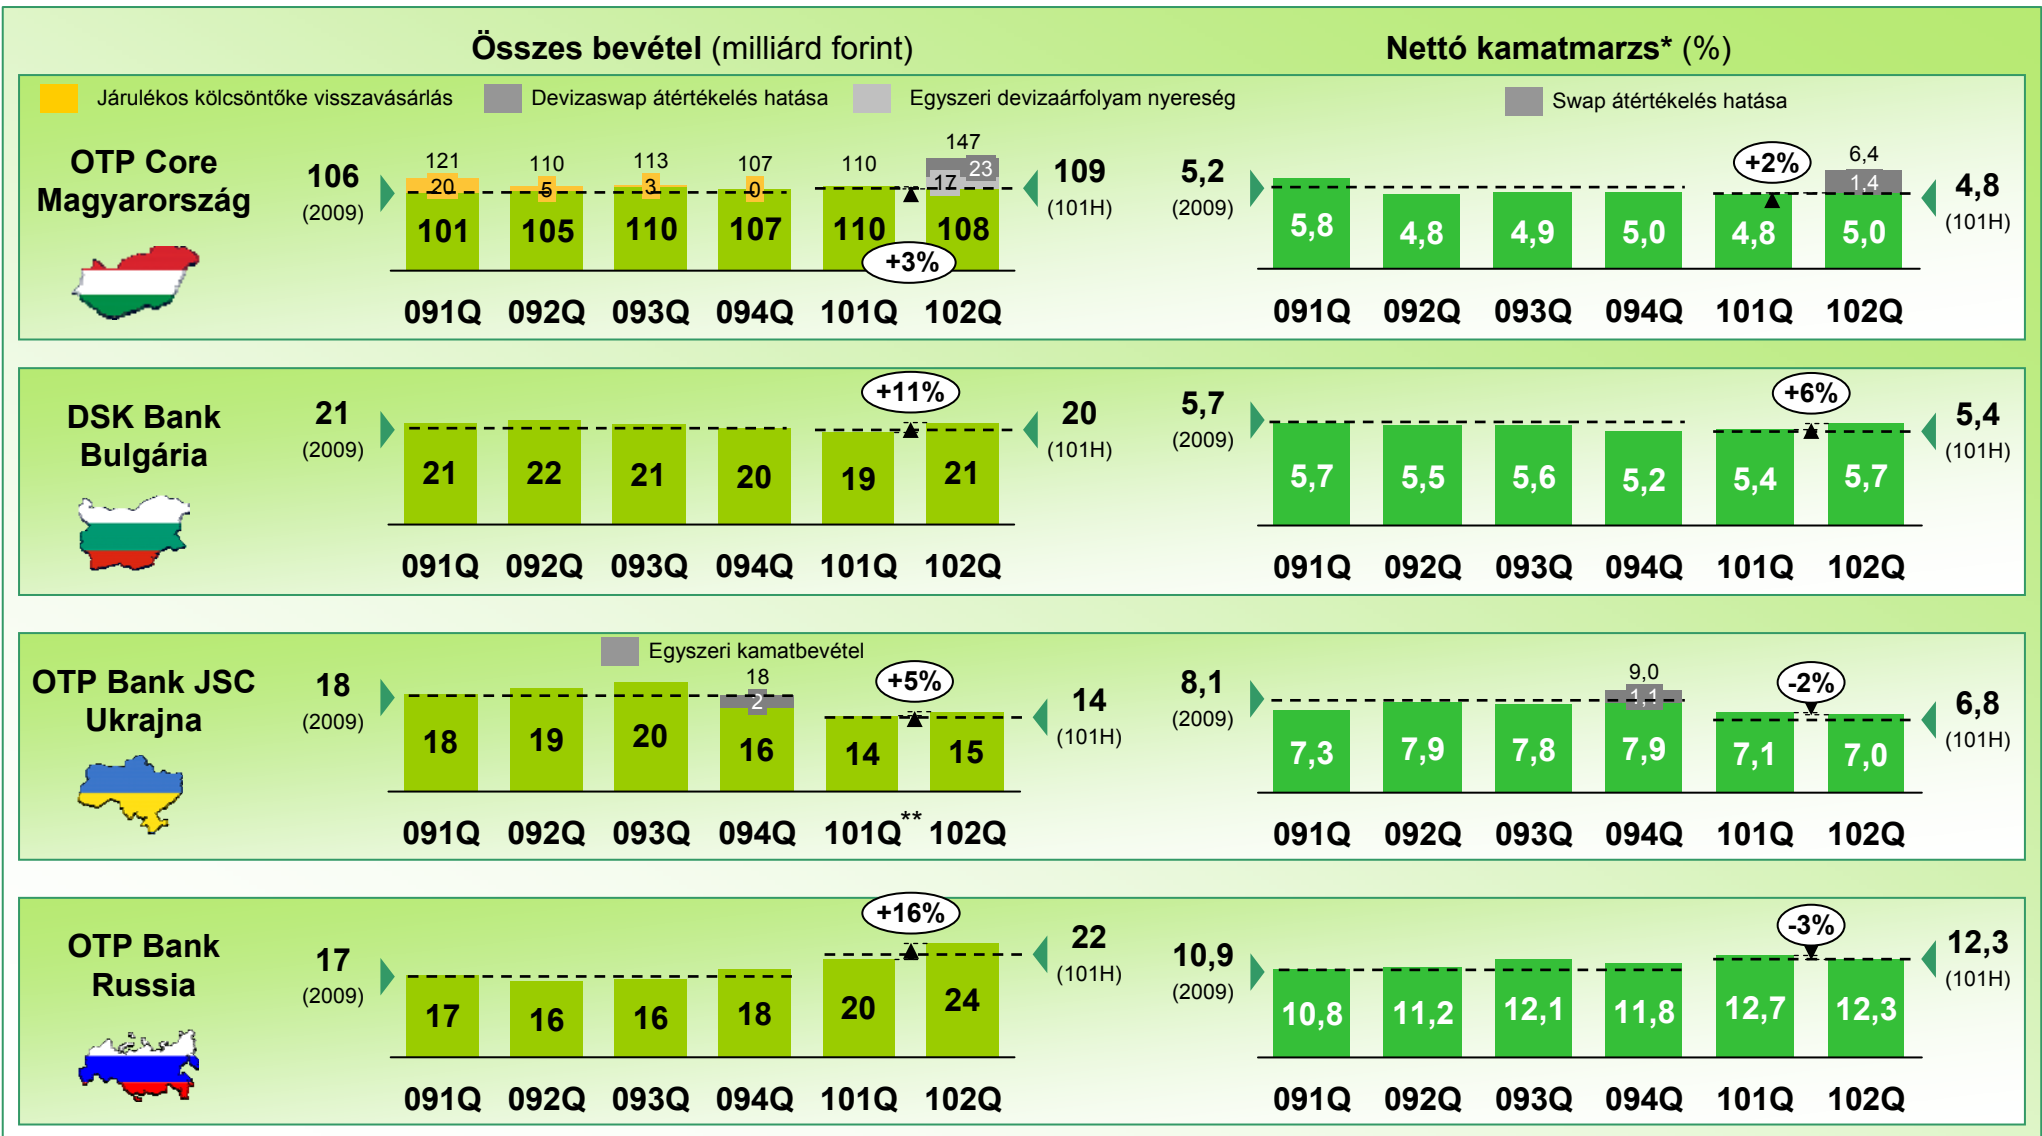 Összes bevétel (milliárd forint)
Nettó kamatmarzs* (%)
Járulékos kölcsöntőke visszavásárlás
Devizaswap átértékelés hatása
Egyszeri devizaárfolyam nyereség
Swap átértékelés hatása
OTP Core
Magyarország
106
(2009)
121 110 113 107 110 147
20 5 3 0 17 23
101 105 110 107 110 108
+3%
109
(101H)
091Q 092Q 093Q 094Q 101Q 102Q
5,2
(2009)
+2%
6,4
1,4
5,8 4,8 4,9 5,0 4,8 5,0
4,8
(101H)
091Q 092Q 093Q 094Q 101Q 102Q
DSK Bank
Bulgária
21
(2009)
+11%
21 22 21 20 19 21
20
(101H)
091Q 092Q 093Q 094Q 101Q 102Q
5,7
(2009)
+6%
5,7 5,5 5,6 5,2 5,4 5,7
5,4
(101H)
091Q 092Q 093Q 094Q 101Q 102Q
OTP Bank JSC
Ukrajna
Egyszeri kamatbevétel
18
(2009)
18
2
+5%
18 19 20 16 14 15
14
(101H)
091Q 092Q 093Q 094Q 101Q** 102Q
8,1
(2009)
9,0
1,1
-2%
7,3 7,9 7,8 7,9 7,1 7,0
6,8
(101H)
091Q 092Q 093Q 094Q 101Q 102Q
OTP Bank
Russia
17
(2009)
+16%
17 16 16 18 20 24
22
(101H)
091Q 092Q 093Q 094Q 101Q 102Q
10,9
(2009)
-3%
10,8 11,2 12,1 11,8 12,7 12,3
12,3
(101H)
091Q 092Q 093Q 094Q 101Q 102Q